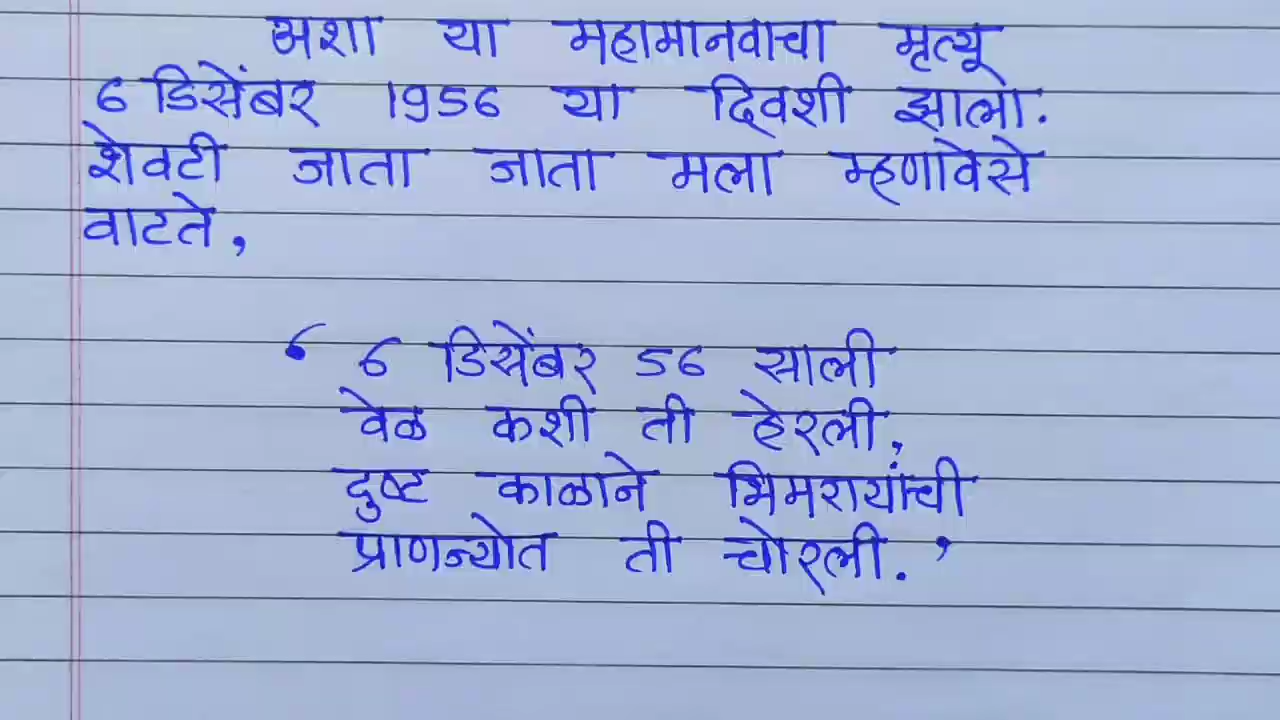 अशा या महामानवाचा मृत्यू
6 डिसेंबर 1956 या दिवशी झाला.
शेवटी जाता जाता मला म्हणावेसे
वाटते,
‘ 6 डिसेंबर 56 साली
वेळ कशी ती हेरली,
दुष्ट काळाने भिमरायांची
प्राणज्योत ती चोरली. ’